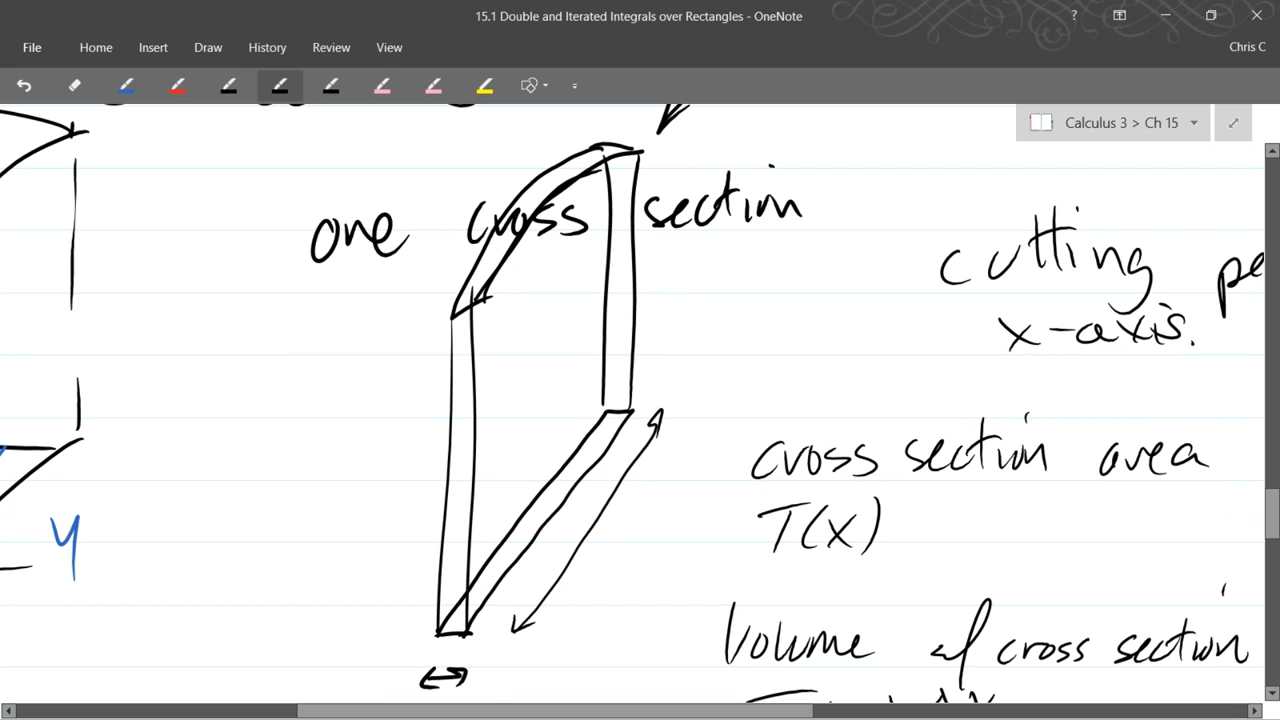 15.1 Double and Iterated Integrals over Rectangles - OneNote
?
File Home Insert Draw History Review View
Chris C
Calculus 3 > Ch 15
one cross section
cutting pe
x-axis.
cross section area
T(x)
Y
Volume of cross section